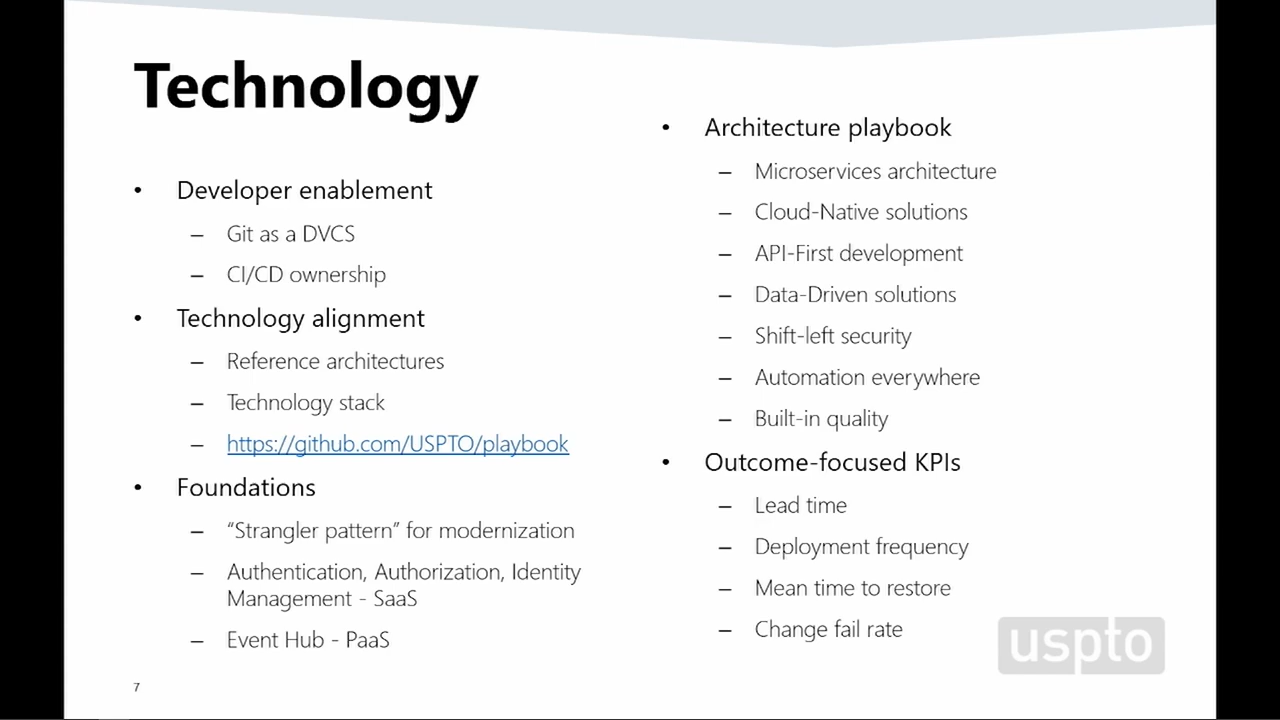 Technology
• Developer enablement
– Git as a DVCS
– CI/CD ownership
• Technology alignment
– Reference architectures
– Technology stack
– https://github.com/USPTO/playbook
• Foundations
– “Strangler pattern” for modernization
– Authentication, Authorization, Identity
Management - SaaS
– Event Hub - PaaS
• Architecture playbook
– Microservices architecture
– Cloud-Native solutions
– API-First development
– Data-Driven solutions
– Shift-left security
– Automation everywhere
– Built-in quality
• Outcome-focused KPIs
– Lead time
– Deployment frequency
– Mean time to restore
– Change fail rate
uspto
7